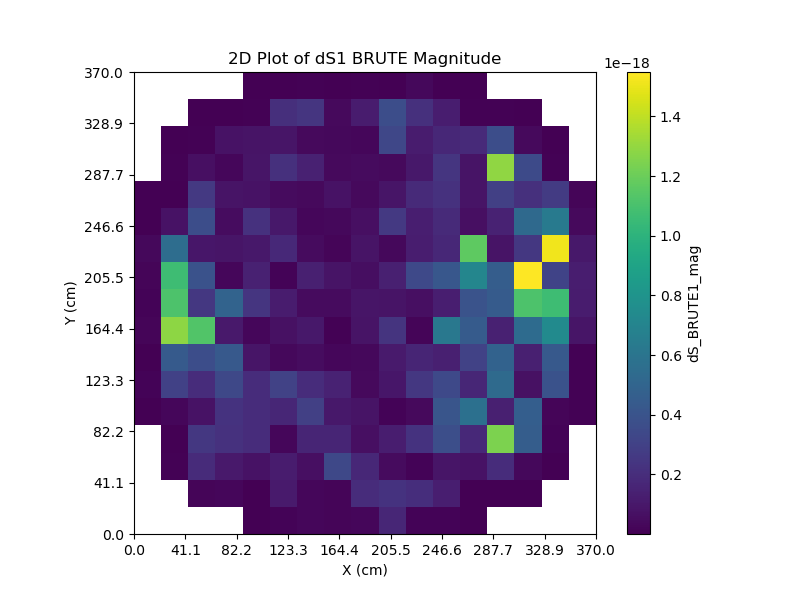 2D Plot of dS1 BRUTE Magnitude
1e−18
370.0
328.9
287.7
246.6
205.5
164.4
123.3
82.2
41.1
0.0
Y (cm)
0.0 41.1 82.2 123.3 164.4 205.5 246.6 287.7 328.9 370.0
X (cm)
1.4
1.2
1.0
0.8
0.6
0.4
0.2
dS_BRUTE1_mag